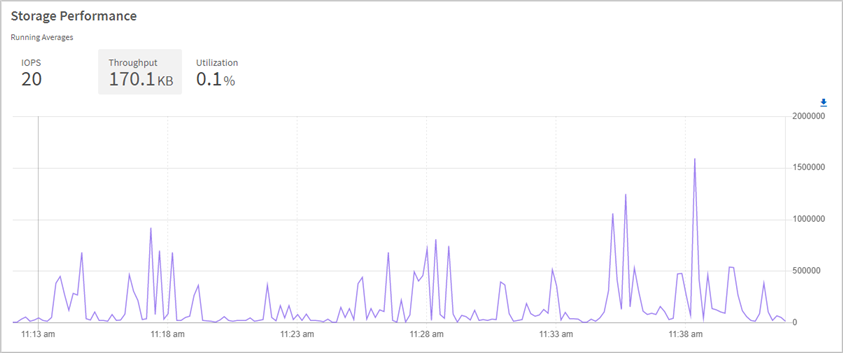 Storage Performance
Running Averages
IOPS Throughput Utilization
20 170.1 KB 0.1%
2000000
1500000
1000000
500000
0
11:13 am 11:18 am 11:23 am 11:28 am 11:33 am 11:38 am